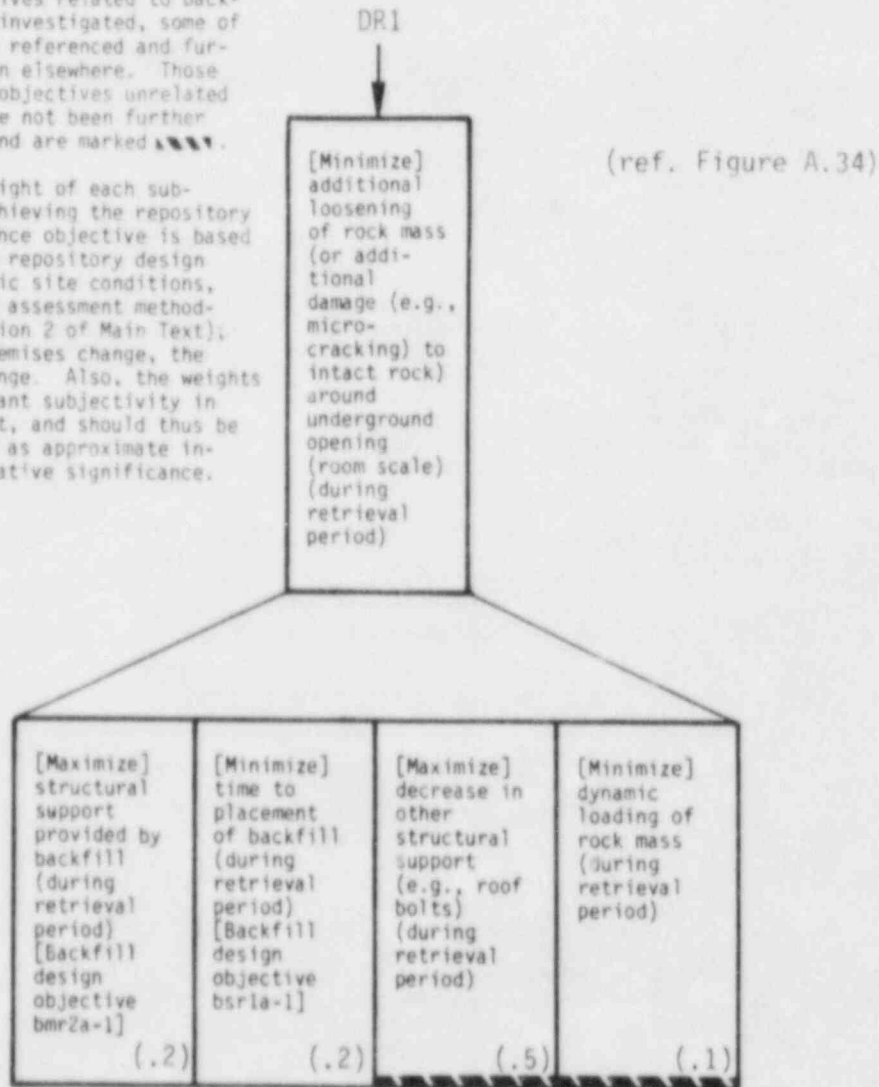 ives related to back-
investigated, some of
referenced and fur-
n elsewhere. Those
objectives unrelated
e not been further
nd are marked
ight of each sub-
chieving the repository
nce objective is based
repository design
ic site conditions,
assessment method-
ion 2 of Main Text),
emises change, the
nge. Also, the weights
ant subjectivity in
t, and should thus be
as approximate in-
ative significance.
DR1
(ref. Figure A.34)
[Minimize]
additional
loosening
of rock mass
(or addi-
tional
damage (e.g.,
micro-
cracking) to
intact rock)
around
underground
opening
(room scale)
(during
retrieval
period)
[Maximize]
structural
support
provided by
backfill
(during
retrieval
period)
[Backfill
design
objective
bmr2a-1]
(.2)
[Minimize]
time to
placement
of backfill
(during
retrieval
period)
[Backfill
design
objective
bsr1a-1]
(.2)
[Maximize]
decrease in
other
structural
support
(e.g., roof
bolts)
(during
retrieval
period)
(.5)
[Minimize]
dynamic
loading of
rock mass
(during
retrieval
period)
(.1)